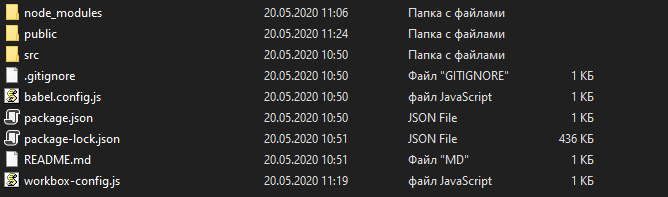 node_modules 20.05.2020 11:06 Папка с файлами
public 20.05.2020 11:24 Папка с файлами
src 20.05.2020 10:50 Папка с файлами
.gitignore 20.05.2020 10:50 Файл "GITIGNORE" 1 КБ
babel.config.js 20.05.2020 10:50 файл JavaScript 1 КБ
package.json 20.05.2020 10:50 JSON File 1 КБ
package-lock.json 20.05.2020 10:51 JSON File 436 КБ
README.md 20.05.2020 10:51 Файл "MD" 1 КБ
workbox-config.js 20.05.2020 11:19 файл JavaScript 1 КБ